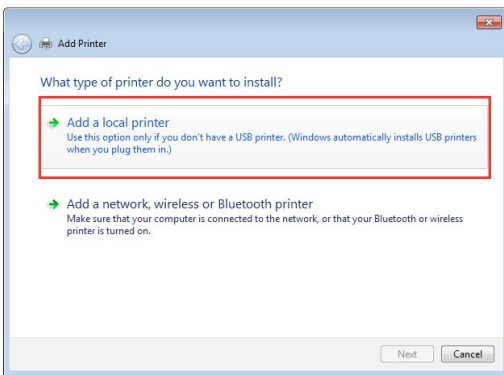 Add Printer
What type of printer do you want to install?
Add a local printer
Use this option only if you don't have a USB printer. (Windows automatically installs USB printers
when you plug them in.)
Add a network, wireless or Bluetooth printer
Make sure that your computer is connected to the network, or that your Bluetooth or wireless
printer is turned on.
Next Cancel